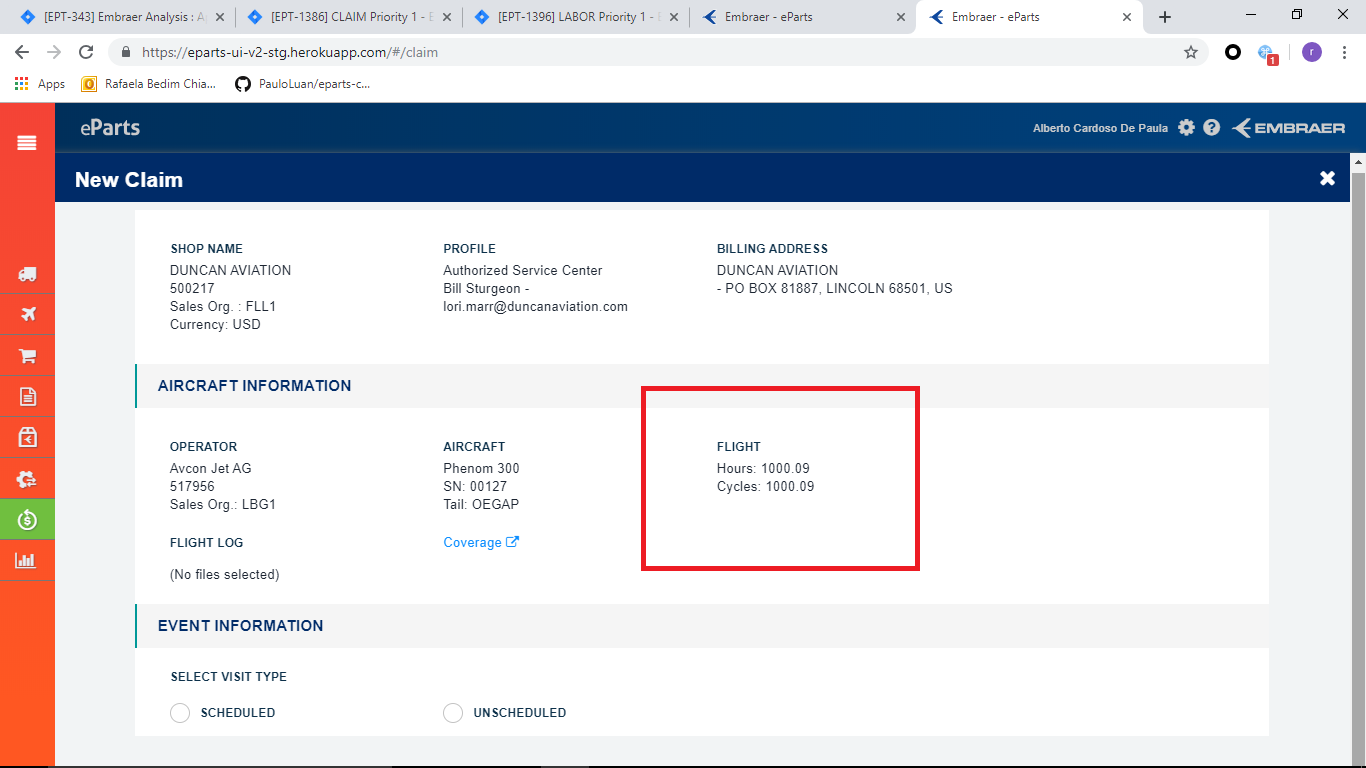 [EPT-343] Embraer Analysis : A
[EPT-1386] CLAIM Priority 1 - E
[EPT-1396] LABOR Priority 1 - E
Embraer - eParts
Embraer - eParts
https://eparts-ui-v2-stg.herokuapp.com/#/claim
1
r
Apps
Rafaela Bedim Chia...
PauloLuan/eparts-c...
eParts
Alberto Cardoso De Paula
EMBRAER
New Claim
SHOP NAME
DUNCAN AVIATION
500217
Sales Org. : FLL1
Currency: USD
PROFILE
Authorized Service Center
Bill Sturgeon -
lori.marr@duncanaviation.com
BILLING ADDRESS
DUNCAN AVIATION
- PO BOX 81887, LINCOLN 68501, US
AIRCRAFT INFORMATION
OPERATOR
Avcon Jet AG
517956
Sales Org.: LBG1
AIRCRAFT
Phenom 300
SN: 00127
Tail: OEGAP
FLIGHT
Hours: 1000.09
Cycles: 1000.09
FLIGHT LOG
(No files selected)
Coverage
EVENT INFORMATION
SELECT VISIT TYPE
SCHEDULED
UNSCHEDULED